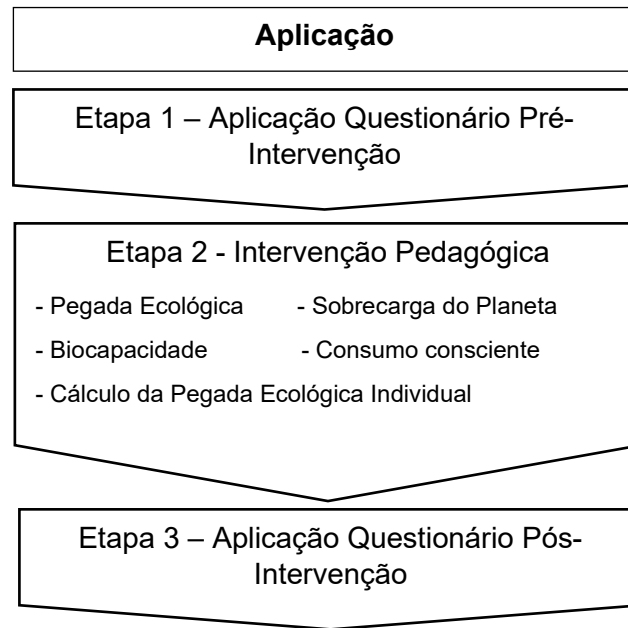 Aplicação
Etapa 1 – Aplicação Questionário Pré-
Intervenção
Etapa 2 - Intervenção Pedagógica
- Pegada Ecológica - Sobrecarga do Planeta
- Biocapacidade - Consumo consciente
- Cálculo da Pegada Ecológica Individual
Etapa 3 – Aplicação Questionário Pós-
Intervenção